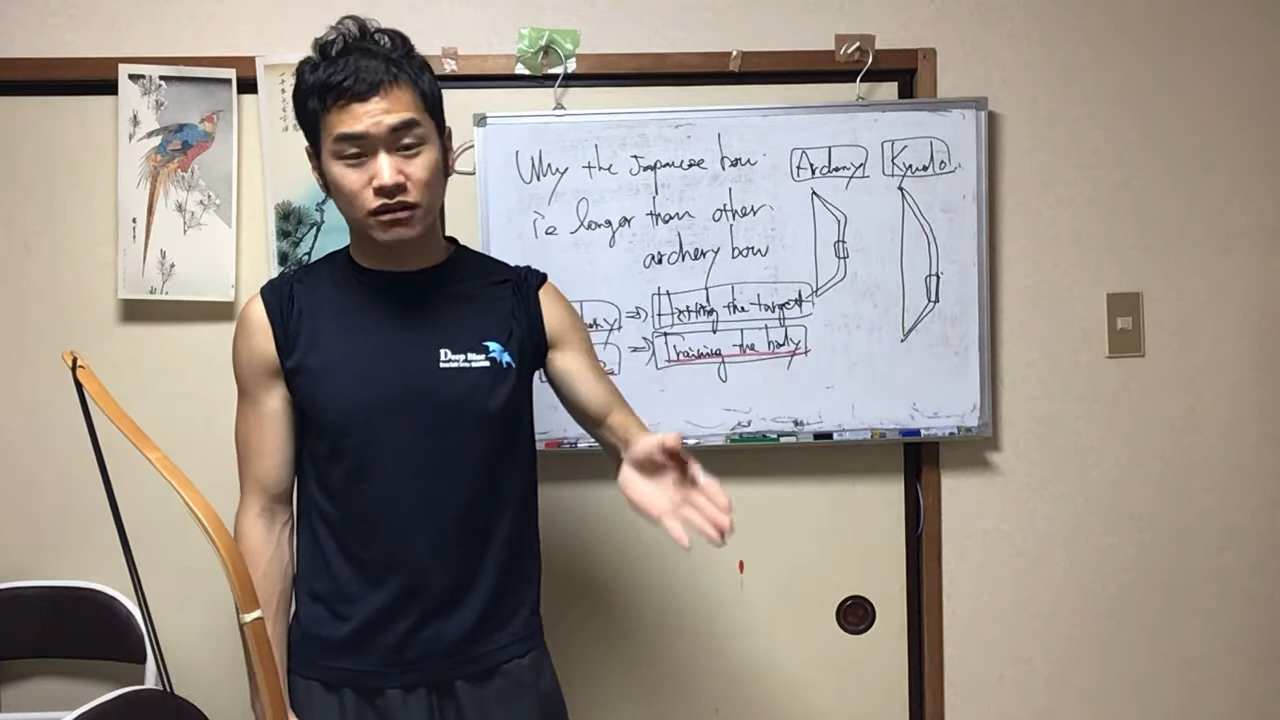 Why the Japanese bow
is longer than other
archery bow
Archery
Kyudo
⇒ Hitting the target
⇒ Training the body
Deep Blue